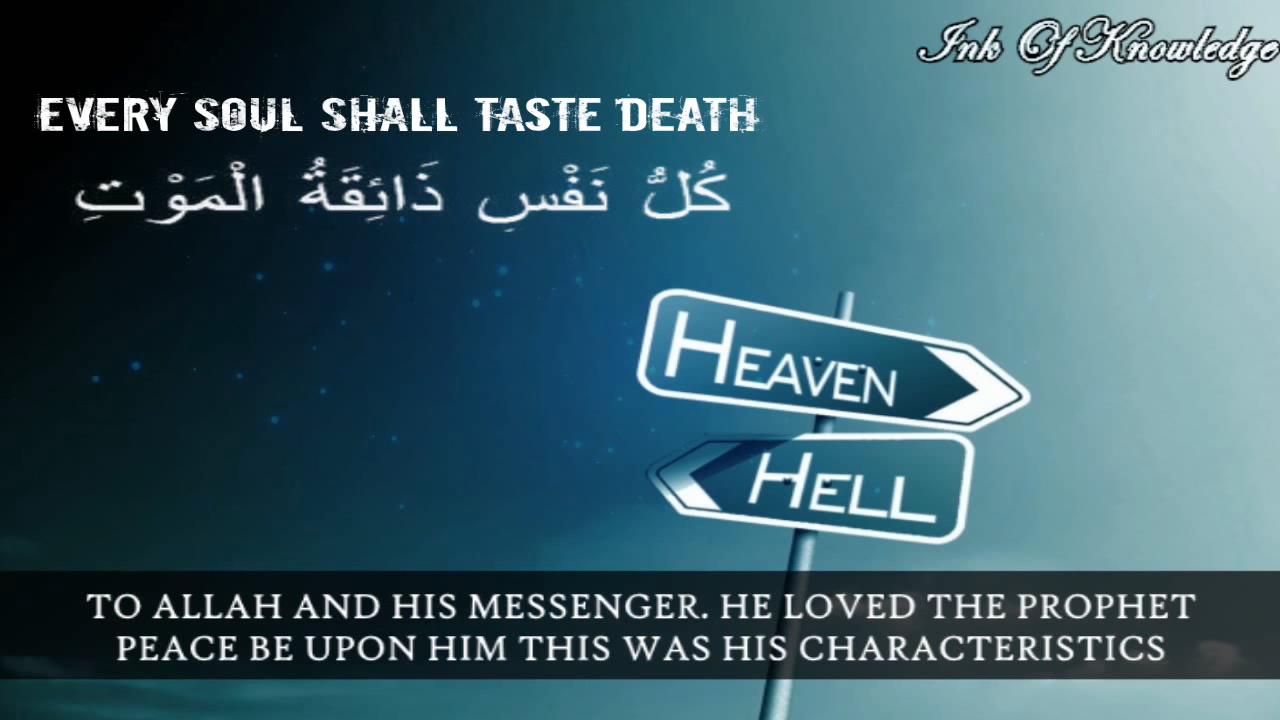 Ink Of Knowledge
EVERY SOUL SHALL TASTE DEATH
كُلُّ نَفْسِ ذَائِقَةُ الْمَوْتِ
HEAVEN
HELL
TO ALLAH AND HIS MESSENGER. HE LOVED THE PROPHET
PEACE BE UPON HIM THIS WAS HIS CHARACTERISTICS